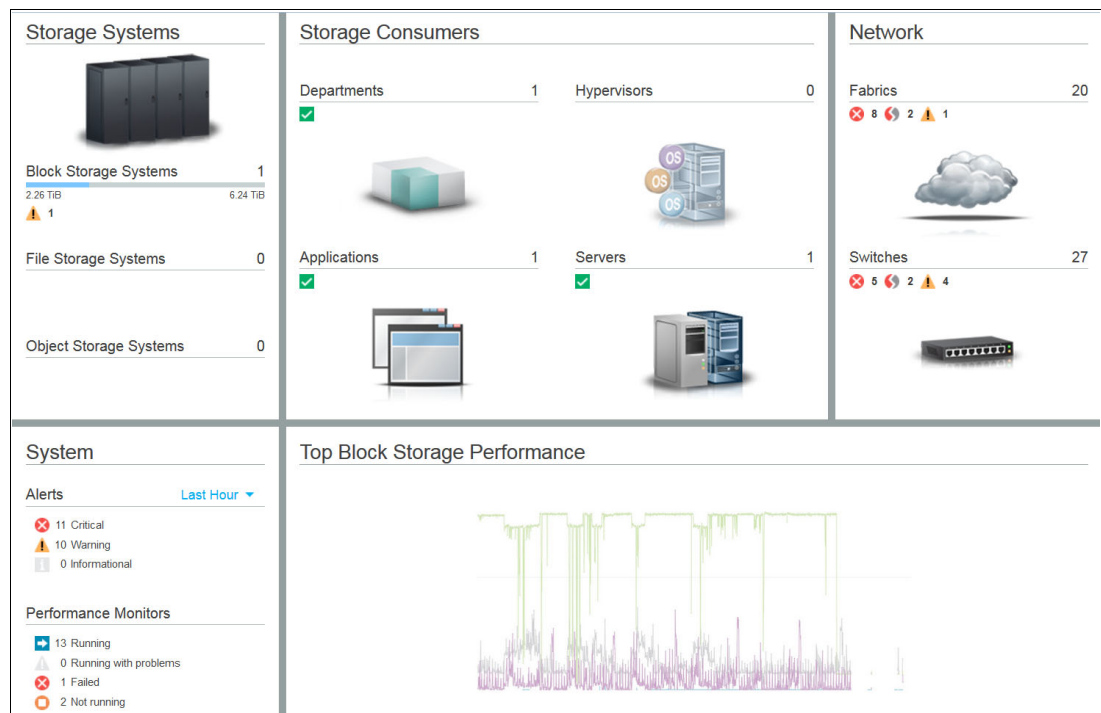 Storage Systems
Block Storage Systems 1
2.26 TiB 6.24 TiB
1
File Storage Systems 0
Object Storage Systems 0
Storage Consumers
Departments 1
Hypervisors 0
OS
OS
OS
Applications 1
Servers 1
Network
Fabrics 20
8 2 1
Switches 27
5 2 4
System
Alerts Last Hour
11 Critical
10 Warning
0 Informational
Performance Monitors
13 Running
0 Running with problems
1 Failed
2 Not running
Top Block Storage Performance